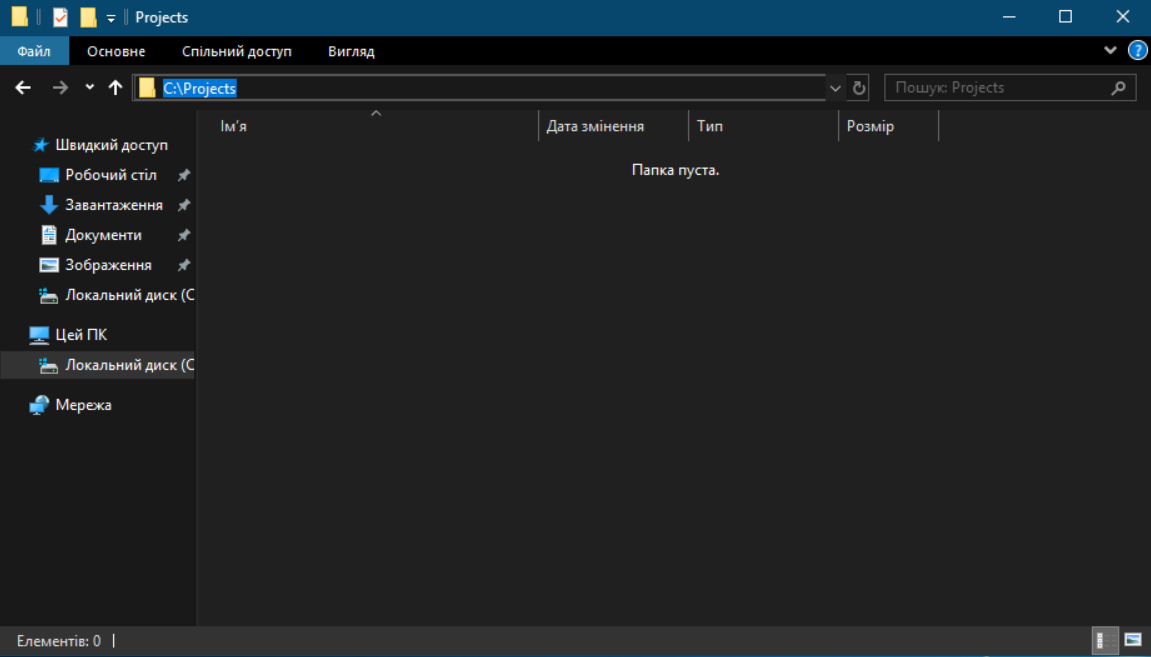 Projects
Файл Основне Спільний доступ Вигляд
C:\Projects Пошук: Projects
Ім'я Дата змінення Тип Розмір
Папка пуста.
Швидкий доступ
Робочий стіл
Завантаження
Документи
Зображення
Локальний диск (C
Цей ПК
Локальний диск (C
Мережа
Елементів: 0